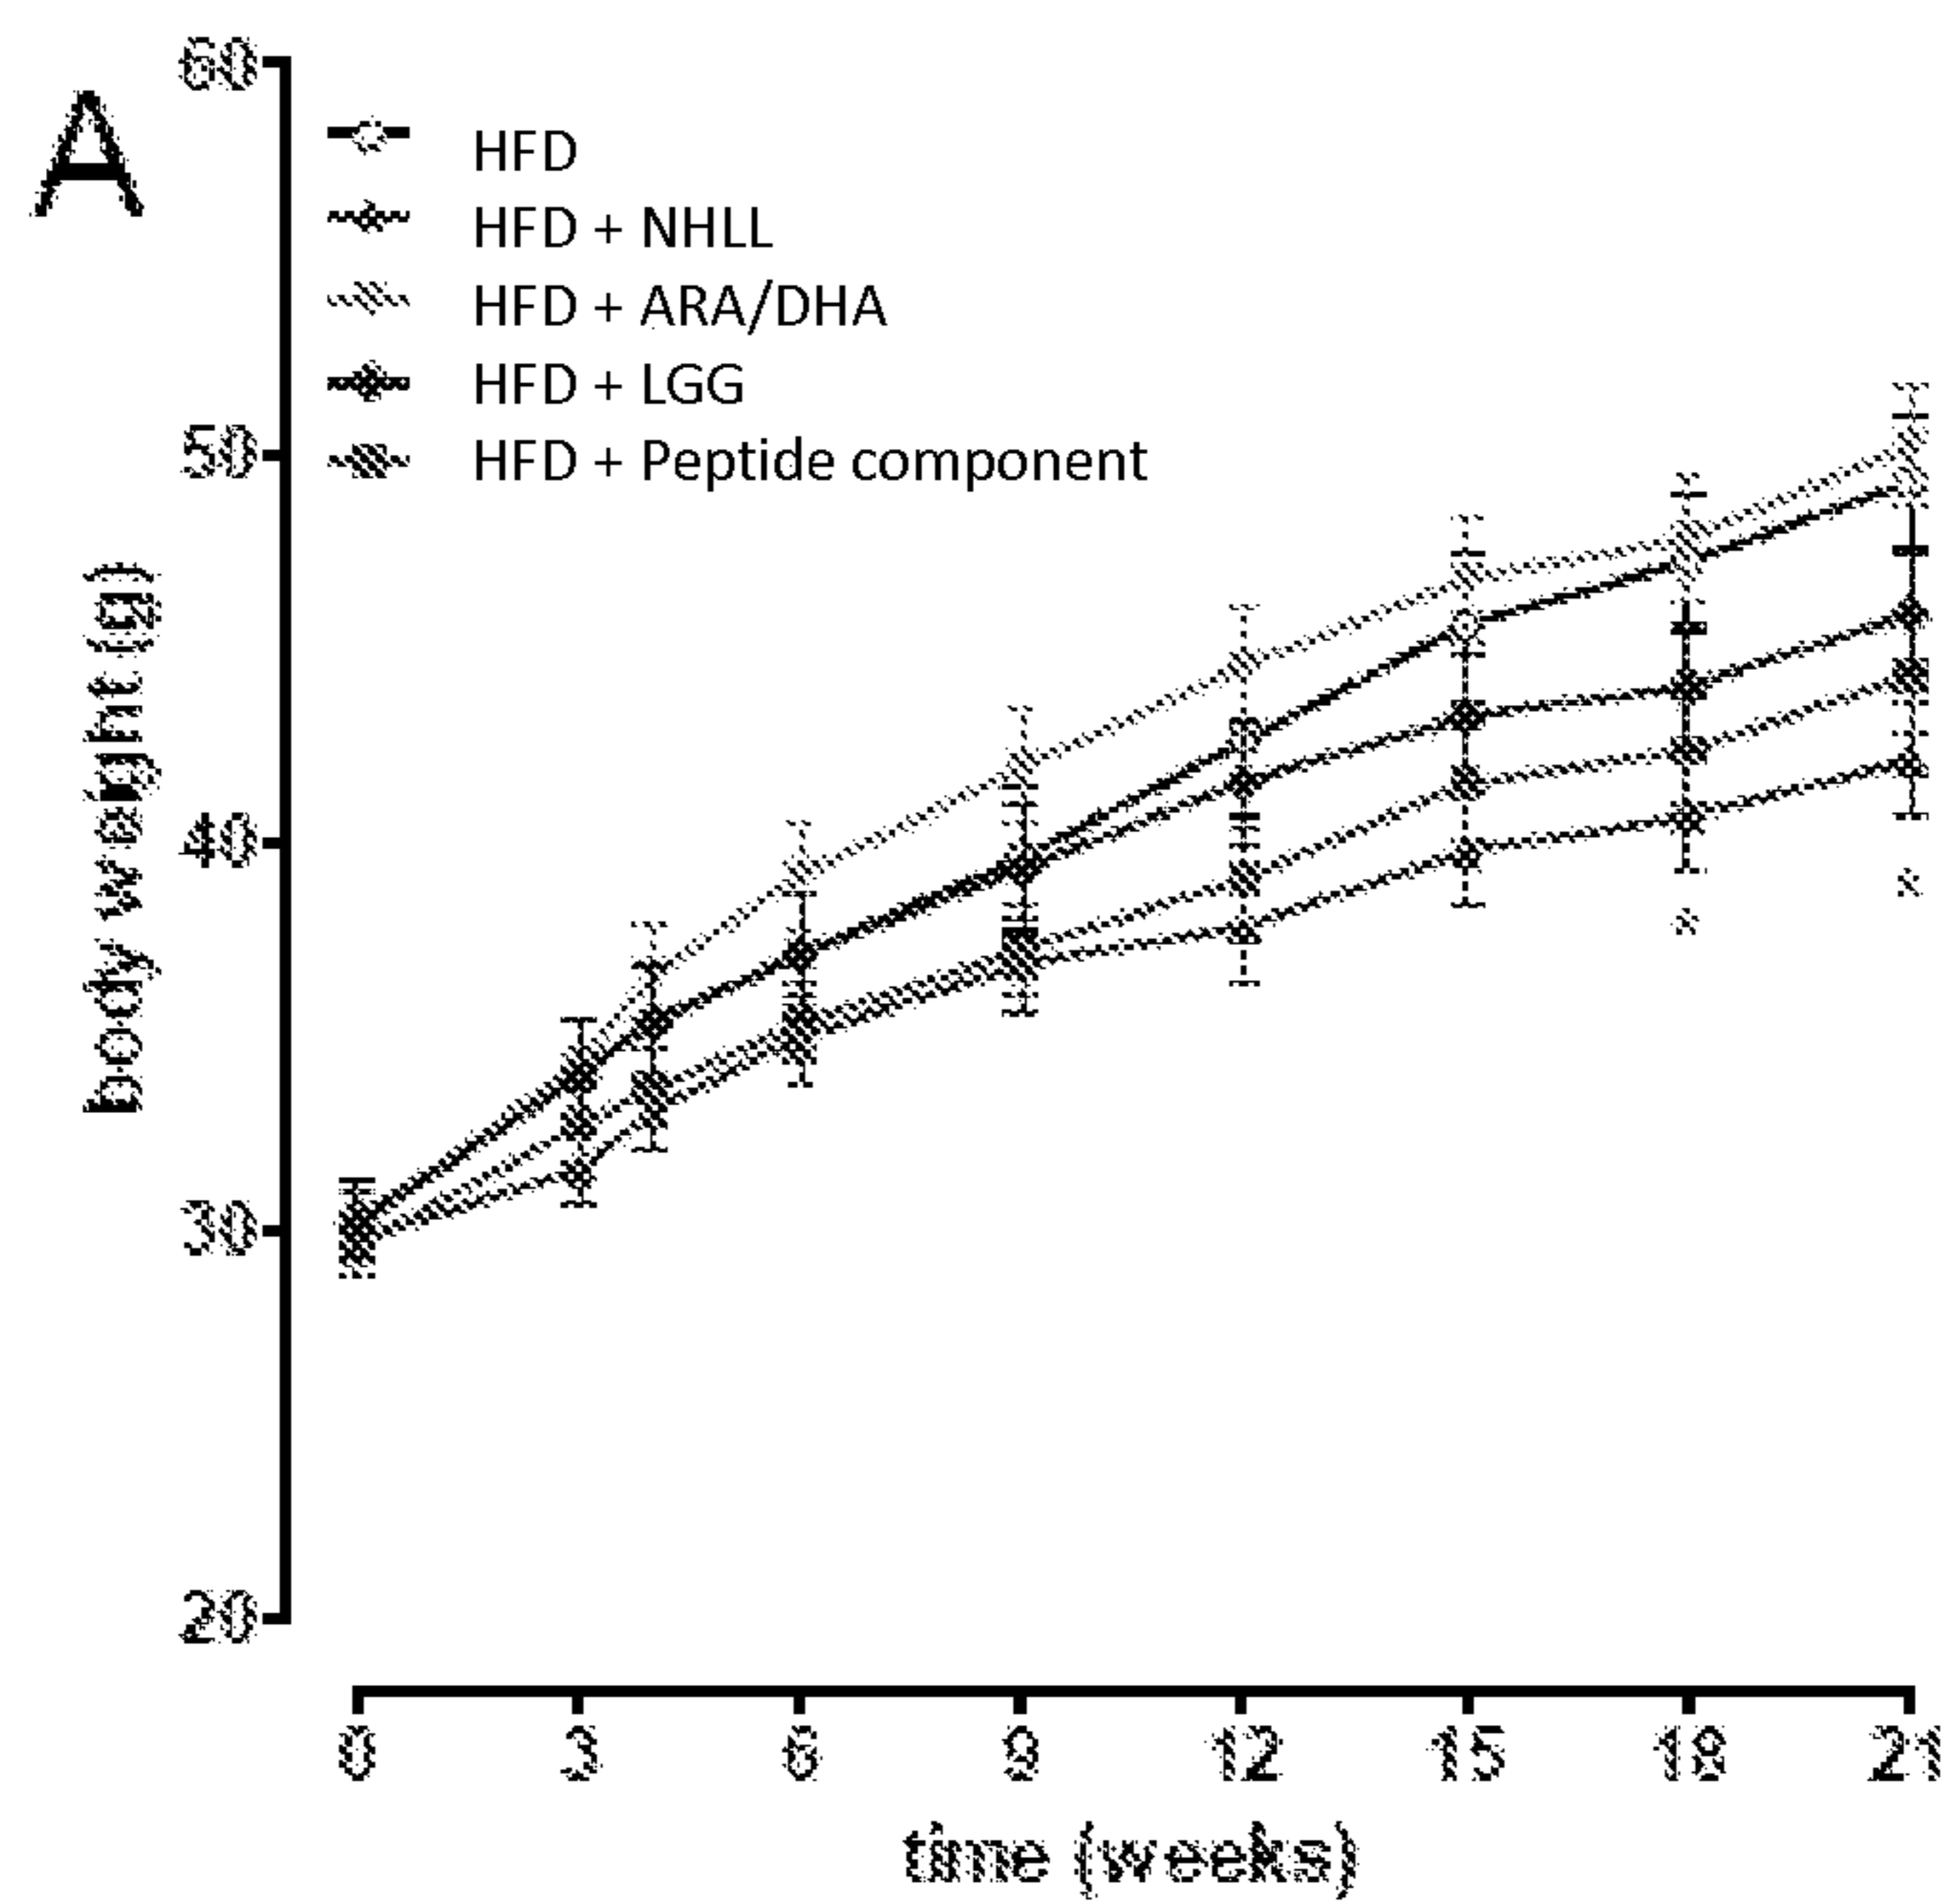 A
60
HFD
HFD + NHLL
HFD + ARA/DHA
HFD + LGG
50
HFD + Peptide component
body weight (g)
40
30
20
0 3 6 9 12 15 18 21
time (weeks)